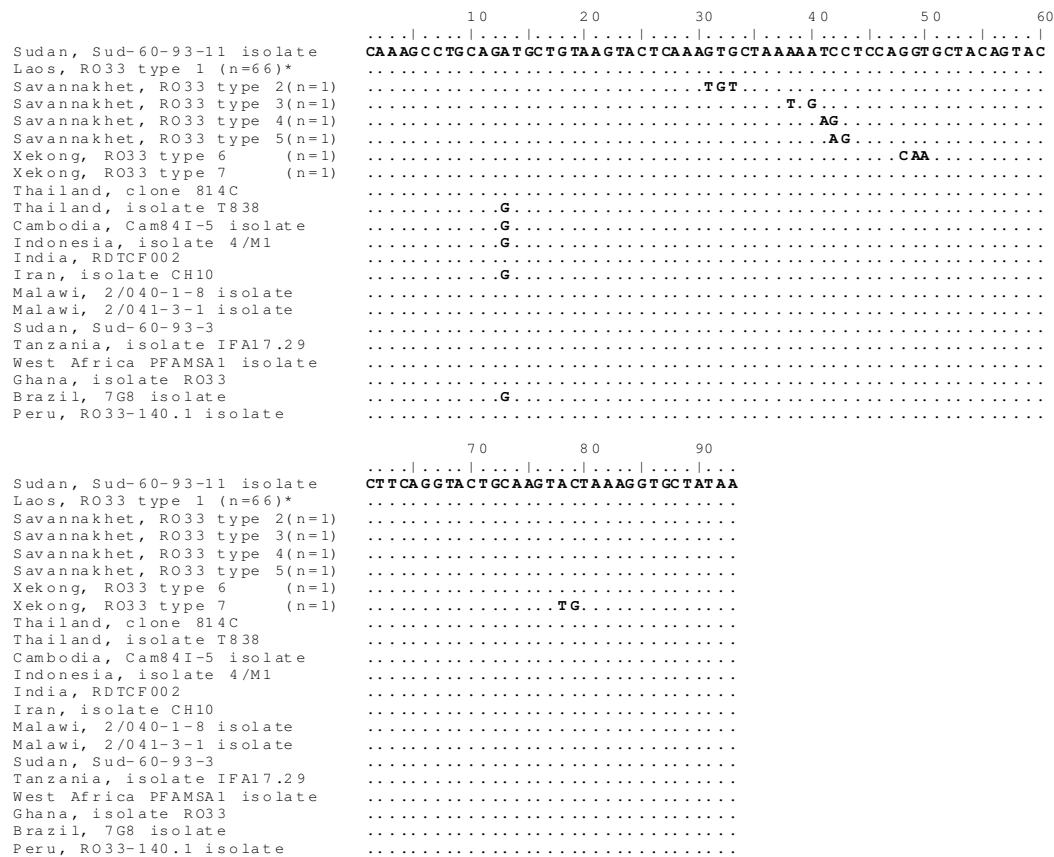 10 20 30 40 50 60
Sudan, Sud-60-93-11 isolate CAAAGCCTGCAGATGCTGTAAGTACTCAAAGTGCTAAAAATCCTCCAGGTGCTACAGTAC
Laos, RO33 type 1 (n=66)* ............................................................
Savannakhet, RO33 type 2(n=1) ..............................TGT...........................
Savannakhet, RO33 type 3(n=1) .....................................T.G....................
Savannakhet, RO33 type 4(n=1) ........................................AG..................
Savannakhet, RO33 type 5(n=1) .........................................AG.................
Xekong, RO33 type 6 (n=1) ...............................................CAA..........
Xekong, RO33 type 7 (n=1) ............................................................
Thailand, clone 814C ............................................................
Thailand, isolate T838 ............G...............................................
Cambodia, Cam84I-5 isolate ............G...............................................
Indonesia, isolate 4/M1 ............G...............................................
India, RDTCF002 ............................................................
Iran, isolate CH10 ............G...............................................
Malawi, 2/040-1-8 isolate ............................................................
Malawi, 2/041-3-1 isolate ............................................................
Sudan, Sud-60-93-3 ............................................................
Tanzania, isolate IFA17.29 ............................................................
West Africa PFAMSA1 isolate ............................................................
Ghana, isolate RO33 ............................................................
Brazil, 7G8 isolate ............G...............................................
Peru, RO33-140.1 isolate ............................................................
70 80 90
Sudan, Sud-60-93-11 isolate CTTCAGGTACTGCAAGTACTAAAGGTGCTATAA
Laos, RO33 type 1 (n=66)* .................................
Savannakhet, RO33 type 2(n=1) .................................
Savannakhet, RO33 type 3(n=1) .................................
Savannakhet, RO33 type 4(n=1) .................................
Savannakhet, RO33 type 5(n=1) .................................
Xekong, RO33 type 6 (n=1) .................................
Xekong, RO33 type 7 (n=1) .................TG..............
Thailand, clone 814C .................................
Thailand, isolate T838 .................................
Cambodia, Cam84I-5 isolate .................................
Indonesia, isolate 4/M1 .................................
India, RDTCF002 .................................
Iran, isolate CH10 .................................
Malawi, 2/040-1-8 isolate .................................
Malawi, 2/041-3-1 isolate .................................
Sudan, Sud-60-93-3 .................................
Tanzania, isolate IFA17.29 .................................
West Africa PFAMSA1 isolate .................................
Ghana, isolate RO33 .................................
Brazil, 7G8 isolate .................................
Peru, RO33-140.1 isolate .................................